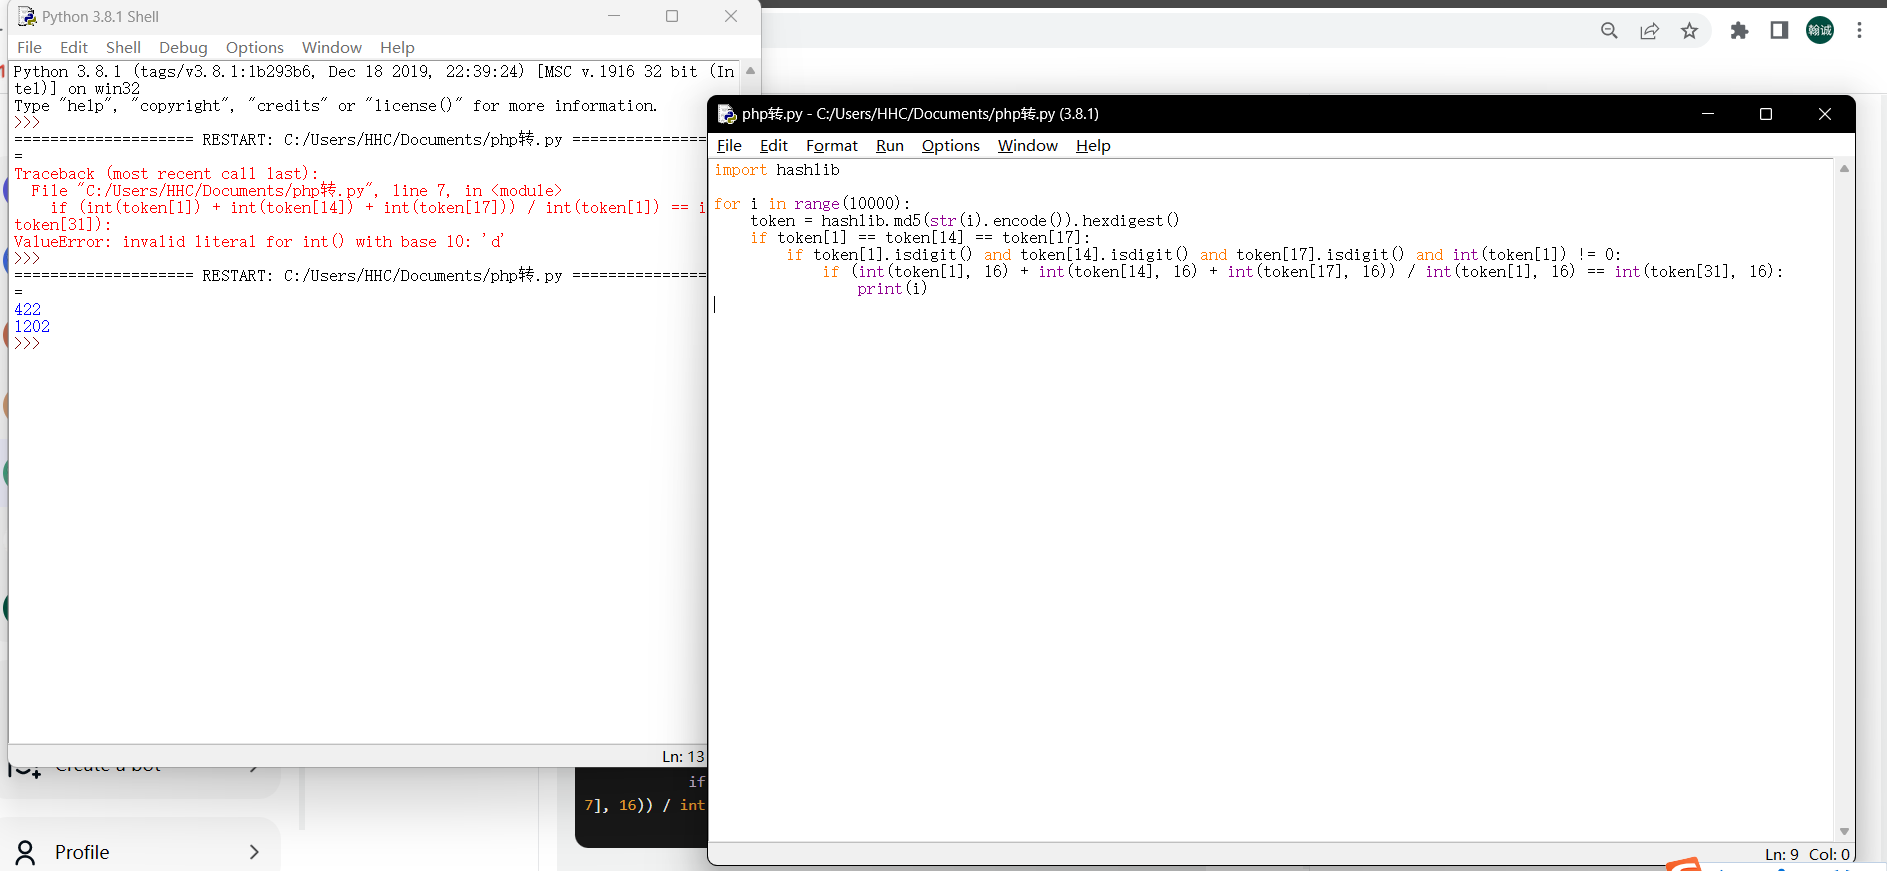 Python 3.8.1 Shell
File Edit Shell Debug Options Window Help
Python 3.8.1 (tags/v3.8.1:1b293b6, Dec 18 2019, 22:39:24) [MSC v.1916 32 bit (In
tel)] on win32
Type "help", "copyright", "credits" or "license()" for more information.
>>>
==================== RESTART: C:/Users/HHC/Documents/php转.py ===============
=
Traceback (most recent call last):
  File "C:/Users/HHC/Documents/php转.py", line 7, in <module>
    if (int(token[1]) + int(token[14]) + int(token[17])) / int(token[1]) == i
token[31]):
ValueError: invalid literal for int() with base 10: 'd'
>>>
==================== RESTART: C:/Users/HHC/Documents/php转.py ===============
=
422
1202
>>>
Ln: 13
翰诚
php转.py - C:/Users/HHC/Documents/php转.py (3.8.1)
File Edit Format Run Options Window Help
import hashlib
for i in range(10000):
    token = hashlib.md5(str(i).encode()).hexdigest()
    if token[1] == token[14] == token[17]:
        if token[1].isdigit() and token[14].isdigit() and token[17].isdigit() and int(token[1]) != 0:
            if (int(token[1], 16) + int(token[14], 16) + int(token[17], 16)) / int(token[1], 16) == int(token[31], 16):
                print(i)
Ln: 9 Col: 0
Create a bot
Profile
if
7], 16)) / int